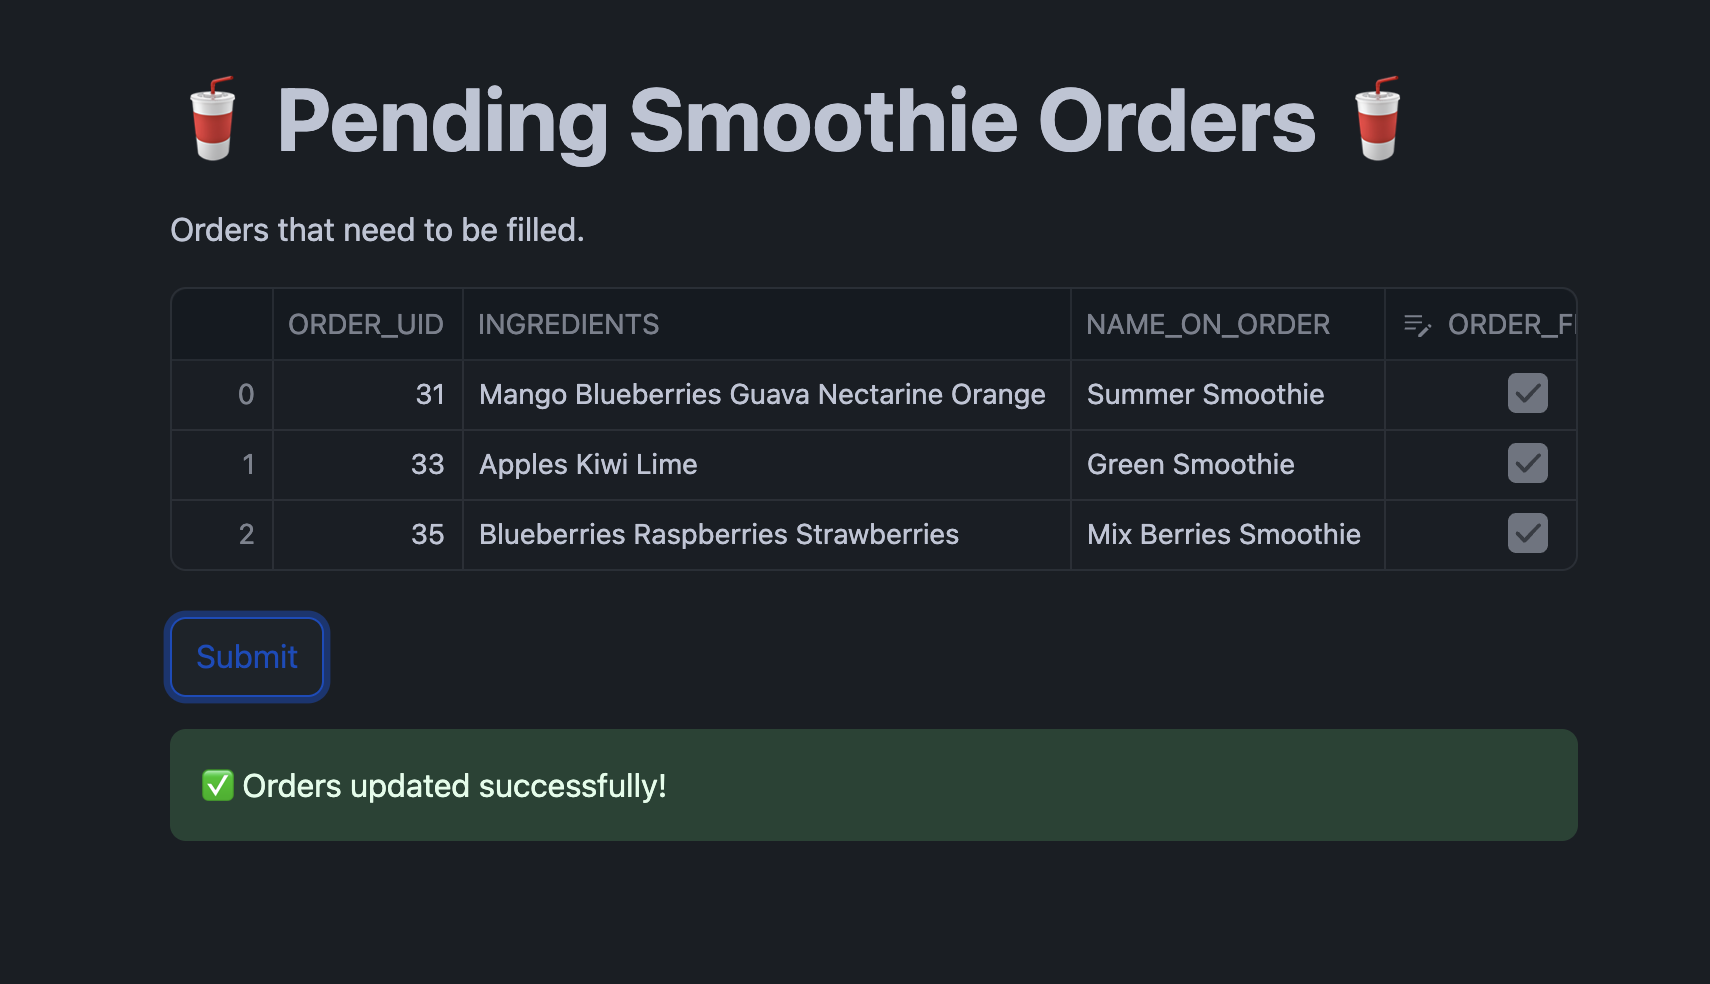 Pending Smoothie Orders
Orders that need to be filled.
ORDER_UID INGREDIENTS NAME_ON_ORDER ORDER_FI
0 31 Mango Blueberries Guava Nectarine Orange Summer Smoothie
1 33 Apples Kiwi Lime Green Smoothie
2 35 Blueberries Raspberries Strawberries Mix Berries Smoothie
Submit
✅ Orders updated successfully!